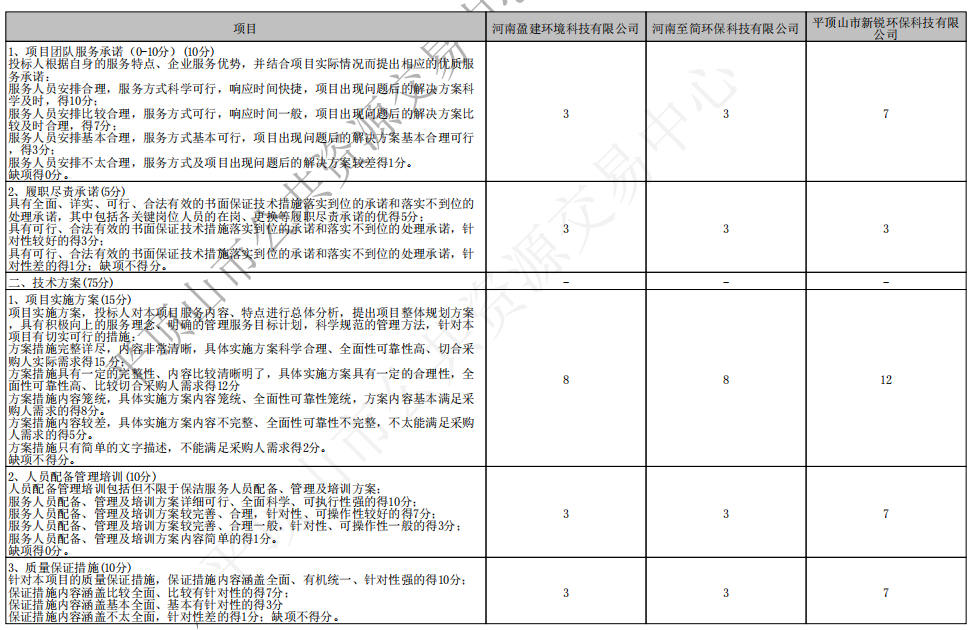 项目 河南盈建环境科技有限公司 河南至简环保科技有限公司 平顶山市新锐环保科技有限公司
1、项目团队服务承诺（0-10分）(10分)
投标人根据自身的服务特点、企业服务优势，并结合项目实际情况而提出相应的优质服
务承诺：
服务人员安排合理，服务方式科学可行，响应时间快捷，项目出现问题后的解决方案科
学及时，得10分；
服务人员安排比较合理，服务方式可行，响应时间一般，项目出现问题后的解决方案比
较及时合理，得7分；
服务人员安排基本合理，服务方式基本可行，项目出现问题后的解决方案基本合理可行
，得3分；
服务人员安排不太合理，服务方式及项目出现问题后的解决方案较差得1分。
缺项得0分。
3 3 7
2、履职尽责承诺(5分)
具有全面、详实、可行、合法有效的书面保证技术措施落实到位的承诺和落实不到位的
处理承诺，其中包括各关键岗位人员的在岗、更换等履职尽责承诺的优得5分；
具有可行、合法有效的书面保证技术措施落实到位的承诺和落实不到位的处理承诺，针
对性较好的得3分；
具有可行、合法有效的书面保证技术措施落实到位的承诺和落实不到位的处理承诺，针
对性差的得1分；缺项不得分。
3 3 3
二、技术方案(75分) - - -
1、项目实施方案(15分)
项目实施方案，投标人对本项目服务内容、特点进行总体分析，提出项目整体规划方案
，具有积极向上的服务理念、明确的管理服务目标计划，科学规范的管理方法，针对本
项目有切实可行的措施：
方案措施完整详尽，内容非常清晰，具体实施方案科学合理、全面性可靠性高、切合采
购人实际需求得15 分；
方案措施具有一定的完整性、内容比较清晰明了，具体实施方案具有一定的合理性，全
面性可靠性高、比较切合采购人需求得12分
方案措施内容笼统，具体实施方案内容笼统、全面性可靠性笼统，方案内容基本满足采
购人需求的得8分。
方案措施内容较差，具体实施方案内容不完整、全面性可靠性不完整，不太能满足采购
人需求的得5分。
方案措施只有简单的文字描述，不能满足采购人需求得2分。
缺项不得分。
8 8 12
2、人员配备管理培训(10分)
人员配备管理培训包括但不限于保洁服务人员配备、管理及培训方案；
服务人员配备、管理及培训方案详细可行、全面科学、可执行性强的得10分；
服务人员配备、管理及培训方案较完善、合理，针对性、可操作性较好的得7分；
服务人员配备、管理及培训方案较完善、合理一般，针对性、可操作性一般的得3分；
服务人员配备、管理及培训方案内容简单的得1分。
缺项得0分。
3 3 7
3、质量保证措施(10分)
针对本项目的质量保证措施，保证措施内容涵盖全面、有机统一、针对性强的得10分；
保证措施内容涵盖比较全面、比较有针对性的得7分；
保证措施内容涵盖基本全面、基本有针对性的得3分
保证措施内容涵盖不太全面，针对性差的得1分；缺项不得分。
3 3 7
平顶山市公共资源交易中心
平顶山市公共资源交易中心